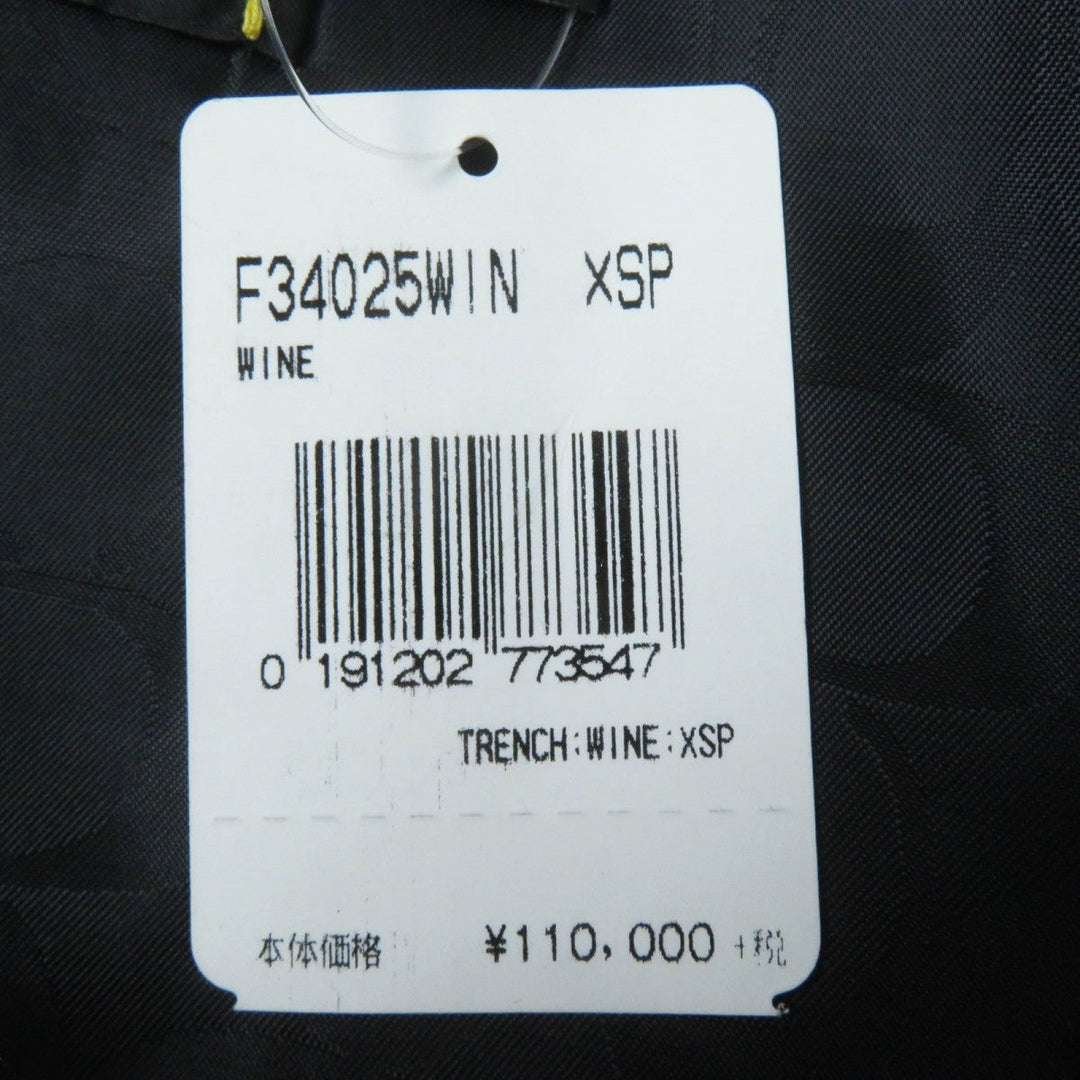 F34025WIN XSP
WINE
0 191202 773547
TRENCH:WINE:XSP
本体価格 ¥110,000 +税